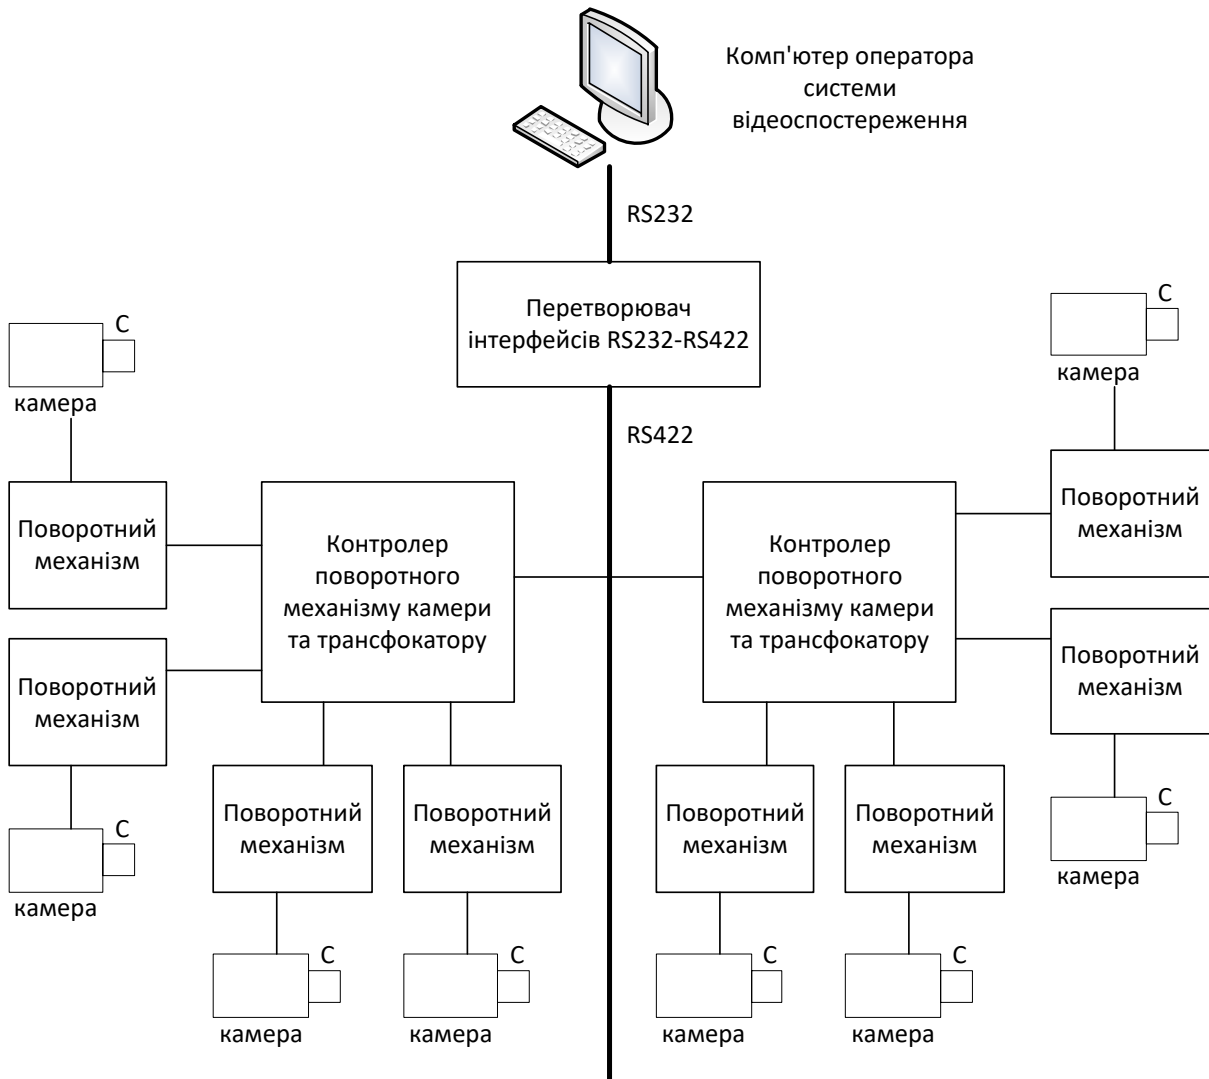 Комп'ютер оператора
системи
відеоспостереження
RS232
Перетворювач
інтерфейсів RS232-RS422
С
камера
С
камера
RS422
Поворотний
механізм
Контролер
поворотного
механізму камери
та трансфокатору
Контролер
поворотного
механізму камери
та трансфокатору
Поворотний
механізм
Поворотний
механізм
Поворотний
механізм
Поворотний
механізм
Поворотний
механізм
Поворотний
механізм
Поворотний
механізм
С
камера
С
камера
С
камера
С
камера
С
камера
С
камера